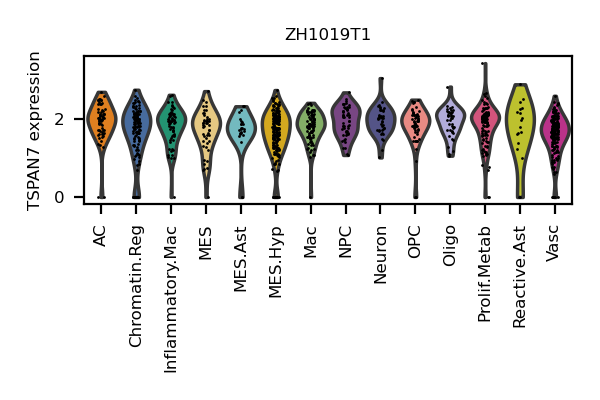 ZH1019T1
TSPAN7 expression
2
0
AC
Chromatin.Reg
Inflammatory.Mac
MES
MES.Ast
MES.Hyp
Mac
NPC
Neuron
OPC
Oligo
Prolif.Metab
Reactive.Ast
Vasc